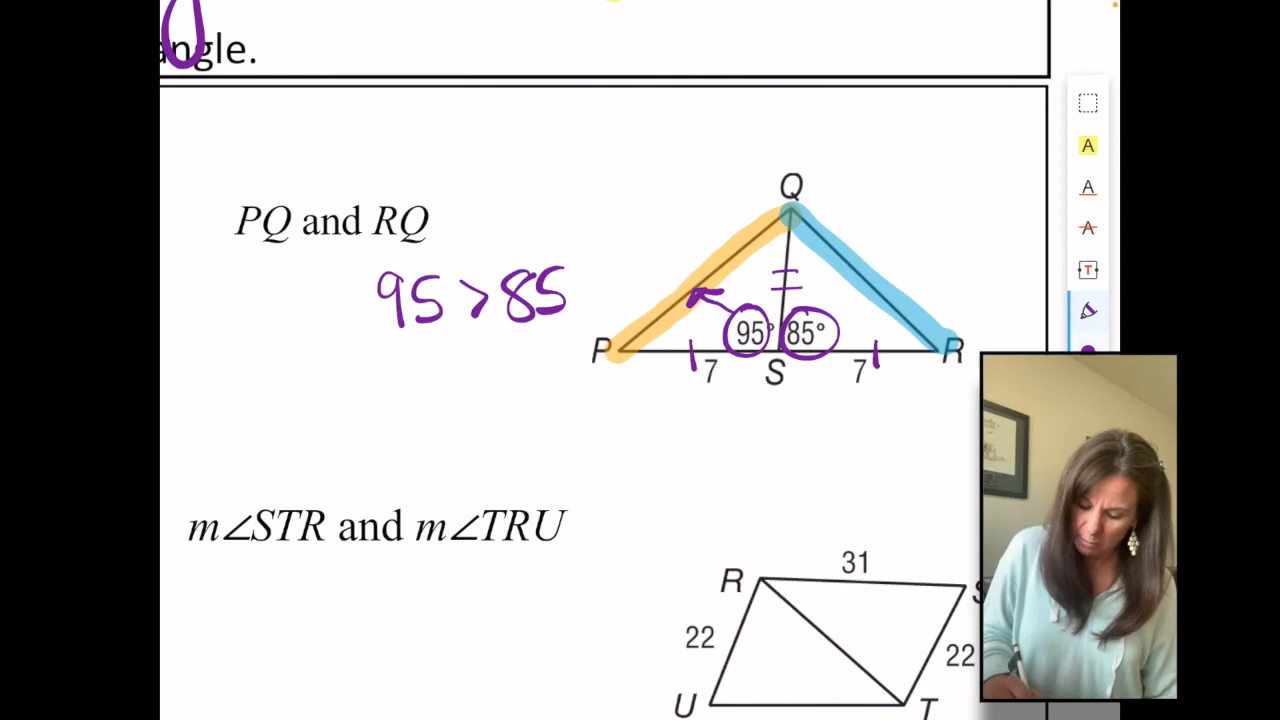 angle.
Q
PQ and RQ
95 > 85
95° 85°
P 7 S 7 R
m∠STR and m∠TRU
31
R S
22 22
U T
A
A
A
T